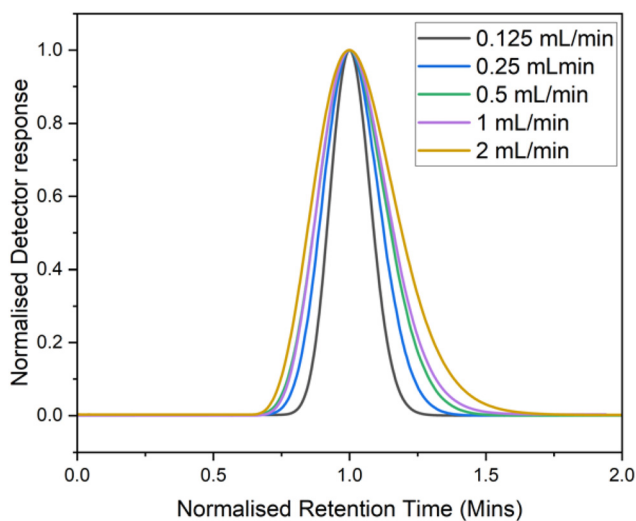 Normalised Detector response
1.0
0.8
0.6
0.4
0.2
0.0
0.125 mL/min
0.25 mLmin
0.5 mL/min
1 mL/min
2 mL/min
0.0 0.5 1.0 1.5 2.0
Normalised Retention Time (Mins)